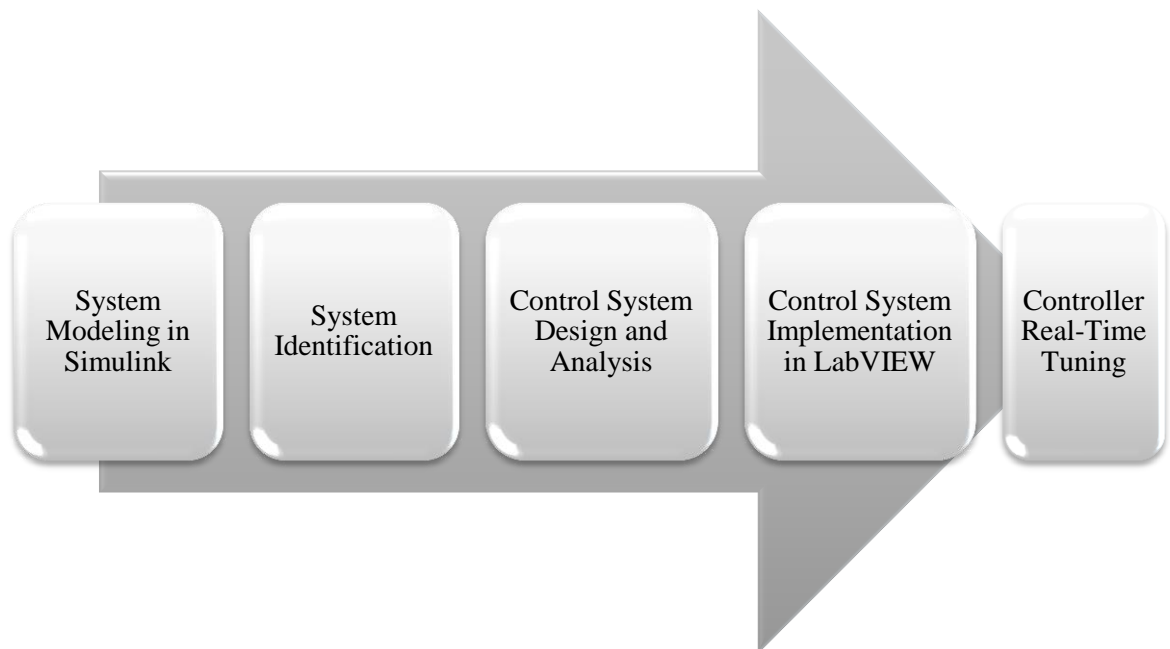 System
Modeling in
Simulink
System
Identification
Control System
Design and
Analysis
Control System
Implementation
in LabVIEW
Controller
Real-Time
Tuning